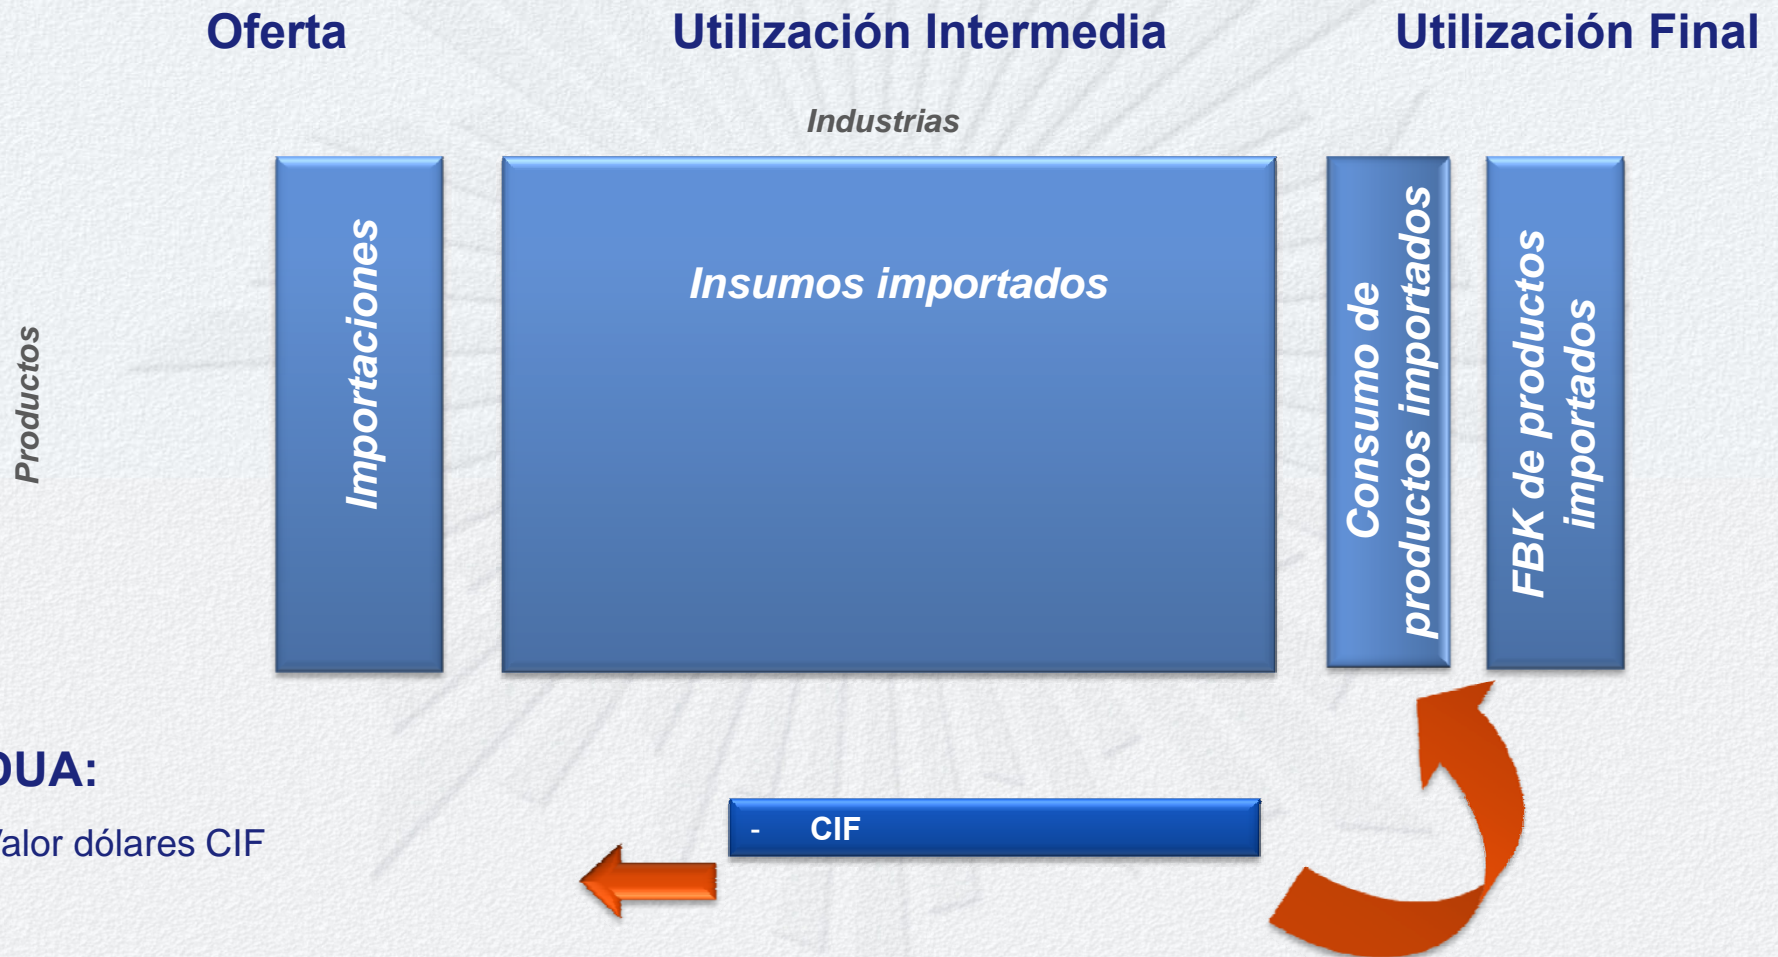 Oferta
Utilización Intermedia
Utilización Final
Industrias
Productos
Importaciones
Insumos importados
Consumo de
productos importados
FBK de productos
importados
DUA:
Valor dólares CIF
- CIF